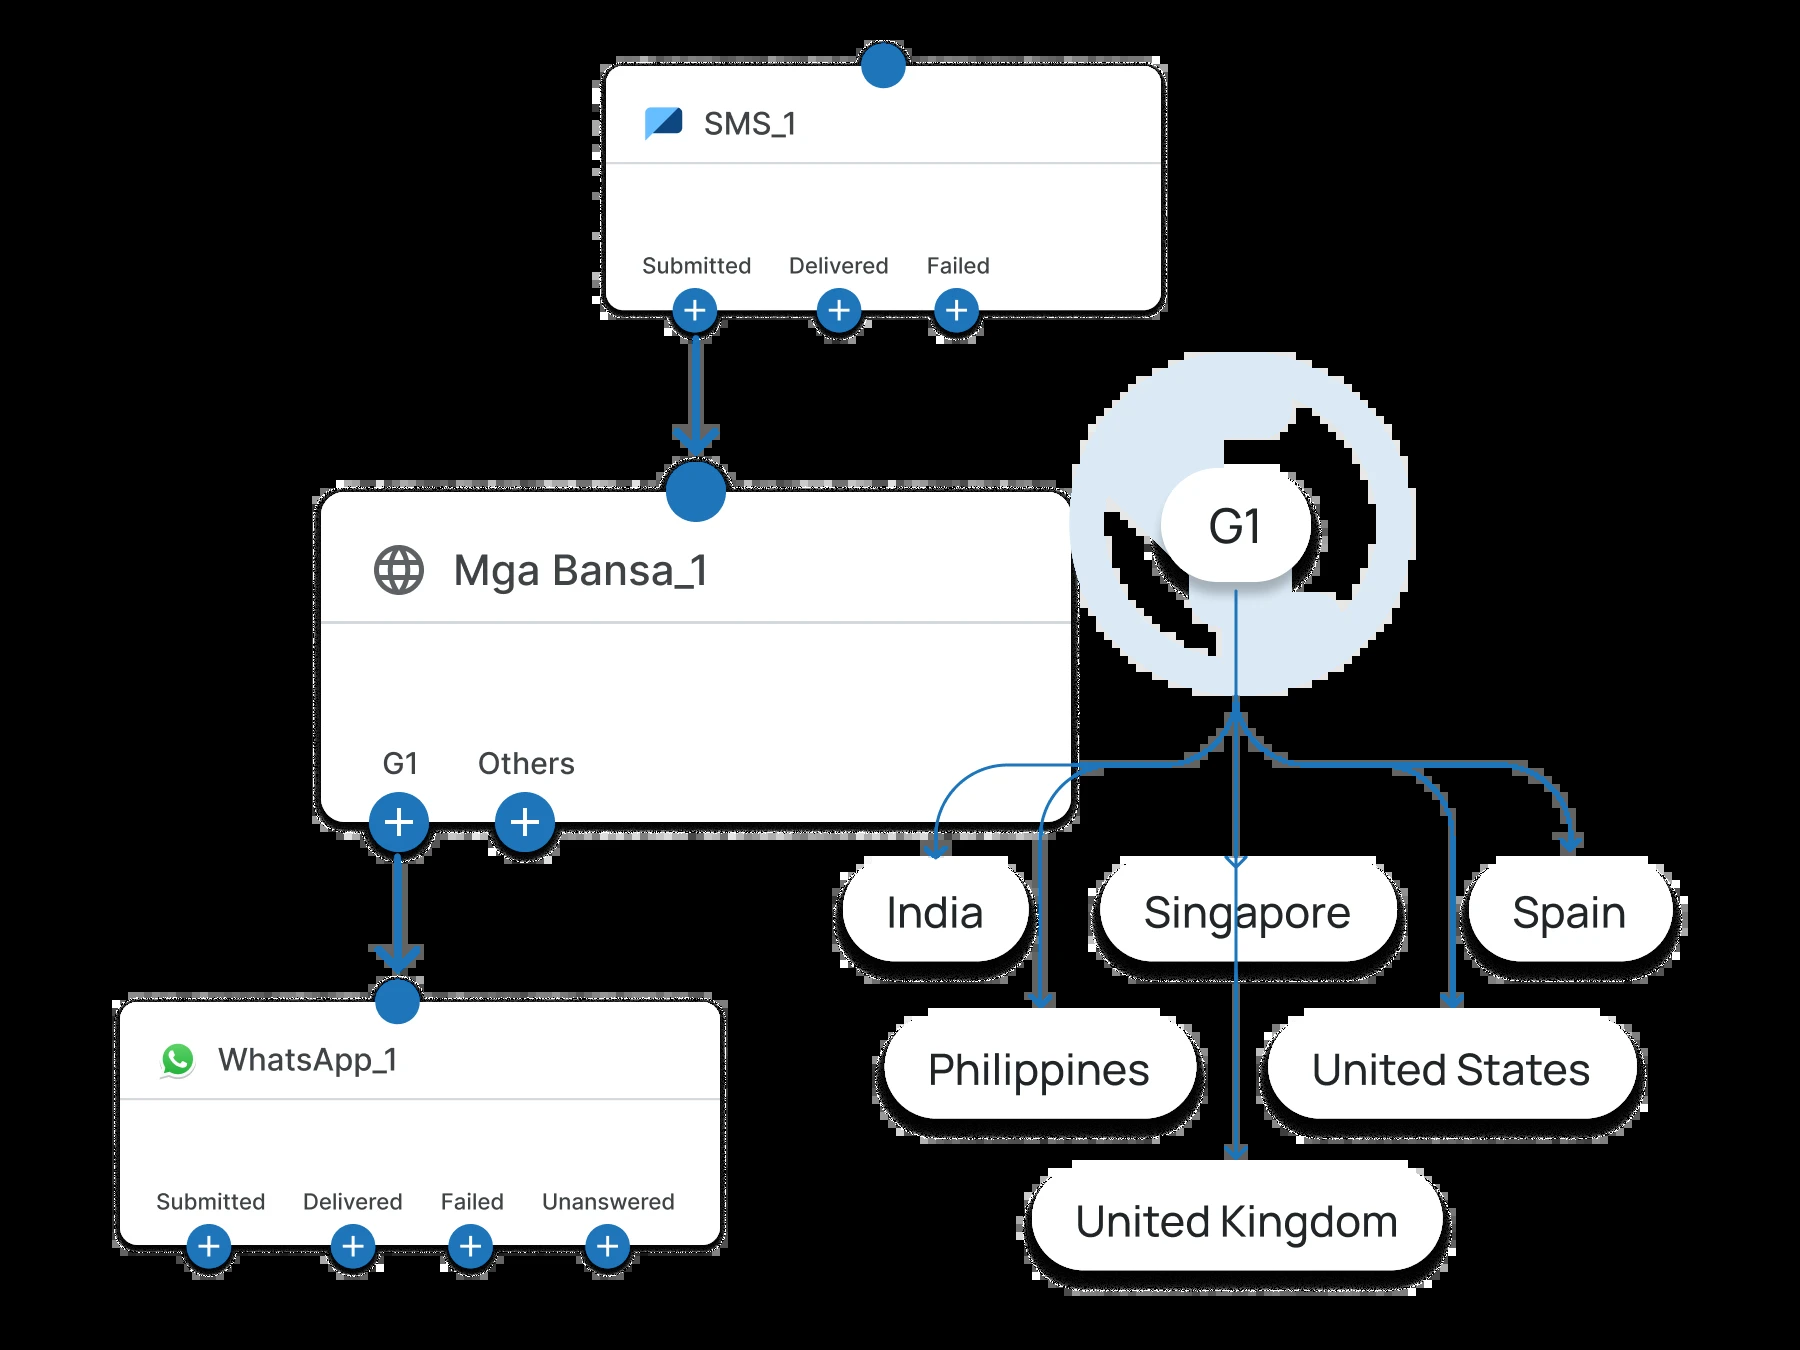 SMS_1
Submitted Delivered Failed
Mga Bansa_1
G1 Others
WhatsApp_1
Submitted Delivered Failed Unanswered
G1
India Singapore Spain
Philippines United States
United Kingdom